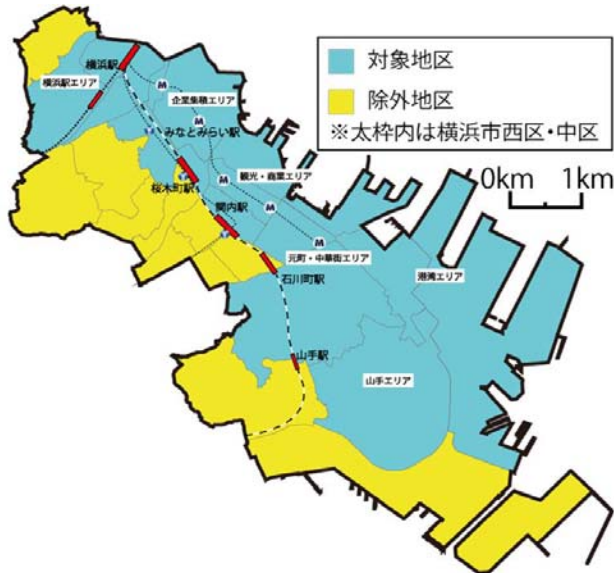 対象地区
除外地区
※太枠内は横浜市西区・中区
0km 1km
横浜駅
横浜駅エリア
M
企業集積エリア
M
みなとみらい駅
桜木町駅
M
観光・商業エリア
関内駅
M
元町・中華街エリア
石川町駅
港湾エリア
山手駅
山手エリア